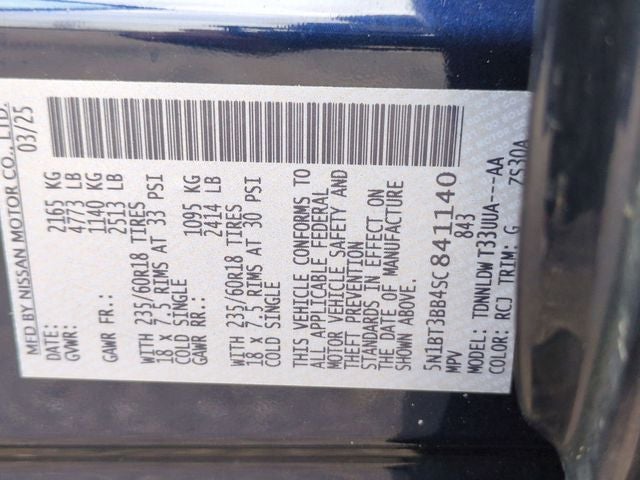 MFD BY NISSAN MOTOR CO., LTD.
DATE: 03/25
GVWR: 2165 KG
4773 LB
GAWR FR.: 1140 KG
2513 LB
WITH 235/60R18 TIRES
18 X 7.5 RIMS AT 33 PSI
COLD SINGLE
GAWR RR.: 1095 KG
2414 LB
WITH 235/60R18 TIRES
18 X 7.5 RIMS AT 30 PSI
COLD SINGLE
THIS VEHICLE CONFORMS TO
ALL APPLICABLE FEDERAL
MOTOR VEHICLE SAFETY AND
THEFT PREVENTION
STANDARDS IN EFFECT ON
THE DATE OF MANUFACTURE
SHOWN ABOVE.
5N1BT3BB4SC841140
MPV 843
MODEL: TDNNLDW T33UUA---AA
COLOR: RCJ TRIM: G ZS30A